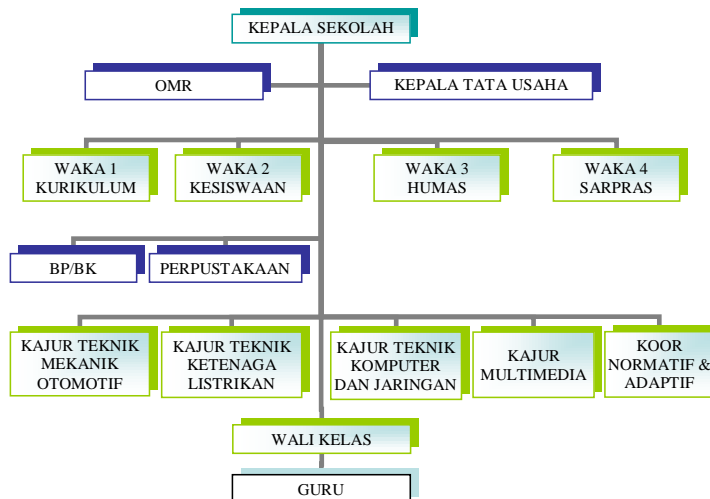 KEPALA SEKOLAH
OMR
KEPALA TATA USAHA
WAKA 1
KURIKULUM
WAKA 2
KESISWAAN
WAKA 3
HUMAS
WAKA 4
SARPRAS
BP/BK
PERPUSTAKAAN
KAJUR TEKNIK
MEKANIK
OTOMOTIF
KAJUR TEKNIK
KETENAGA
LISTRIKAN
KAJUR TEKNIK
KOMPUTER
DAN JARINGAN
KAJUR
MULTIMEDIA
KOOR
NORMATIF &
ADAPTIF
WALI KELAS
GURU